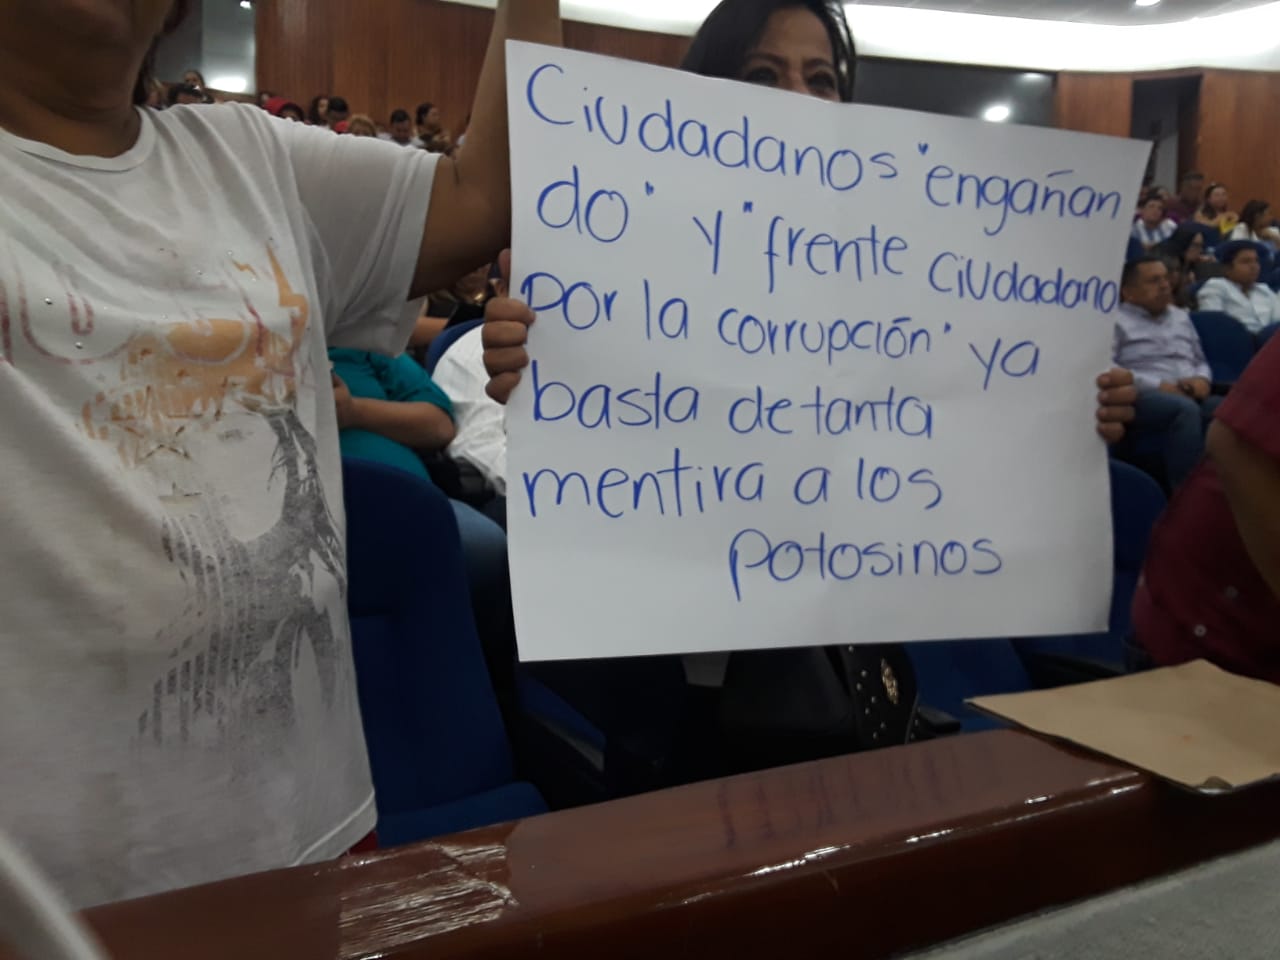 Ciudadanos "engañan
do" y "frente ciudadano
por la corrupción" ya
basta de tanta
mentira a los
potosinos